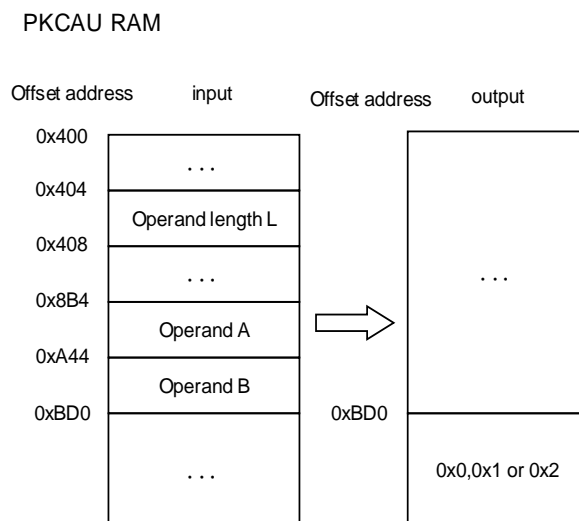 PKCAU RAM
Offset address input Offset address output
0x400
. . .
0x404
Operand length L
0x408
. . .
. . .
0x8B4
Operand A
0xA44
Operand B
0xBD0 0xBD0
. . . 0x0,0x1 or 0x2